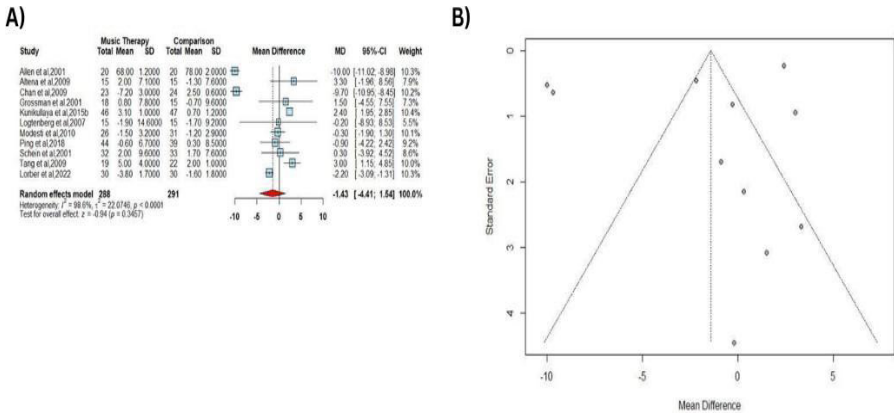 A)
Music Therapy Comparison
Study Total Mean SD Total Mean SD Mean Difference MD 95%-CI Weight
Allen et al,2001 20 68.00 1.2000 20 78.00 2.0000 -10.00 [-11.02; -8.98] 10.3%
Altena et al,2009 15 2.00 7.1000 15 -1.30 7.6000 3.30 [-1.96; 8.56] 7.9%
Chan et al,2009 23 -7.20 3.0000 24 2.50 0.6000 -9.70 [-10.95; -8.45] 10.3%
Grossman et al,2001 18 0.80 7.8000 15 -0.70 9.6000 1.50 [-4.55; 7.55] 7.3%
Kunikullaya et al,2015b 46 3.10 1.0000 47 0.70 1.2000 2.40 [1.95; 2.85] 10.4%
Logtenberg et al,2007 15 -1.90 14.6000 15 -1.70 9.2000 -0.20 [-8.93; 8.53] 5.5%
Modesti et al,2010 26 -1.50 3.2000 31 -1.20 2.9000 -0.30 [-1.90; 1.30] 10.2%
Ping et al,2018 44 -0.60 6.7000 39 0.30 8.5000 -0.90 [-4.22; 2.42] 9.3%
Schein et al,2001 32 2.00 9.6000 33 1.70 7.6000 0.30 [-3.92; 4.52] 8.6%
Tang et al,2009 19 5.00 4.0000 22 2.00 1.0000 3.00 [1.15; 4.85] 10.1%
Lorber et al,2022 30 -3.80 1.7000 30 -1.60 1.8000 -2.20 [-3.09; -1.31] 10.3%
Random effects model 288 291 -1.43 [-4.41; 1.54] 100.0%
Heterogeneity: I² = 98.6%, τ² = 22.0746, p < 0.0001
Test for overall effect: z = -0.94 (p = 0.3457)
-10 -5 0 5 10
B)
Standard Error
0
1
2
3
4
-10 -5 0 5
Mean Difference